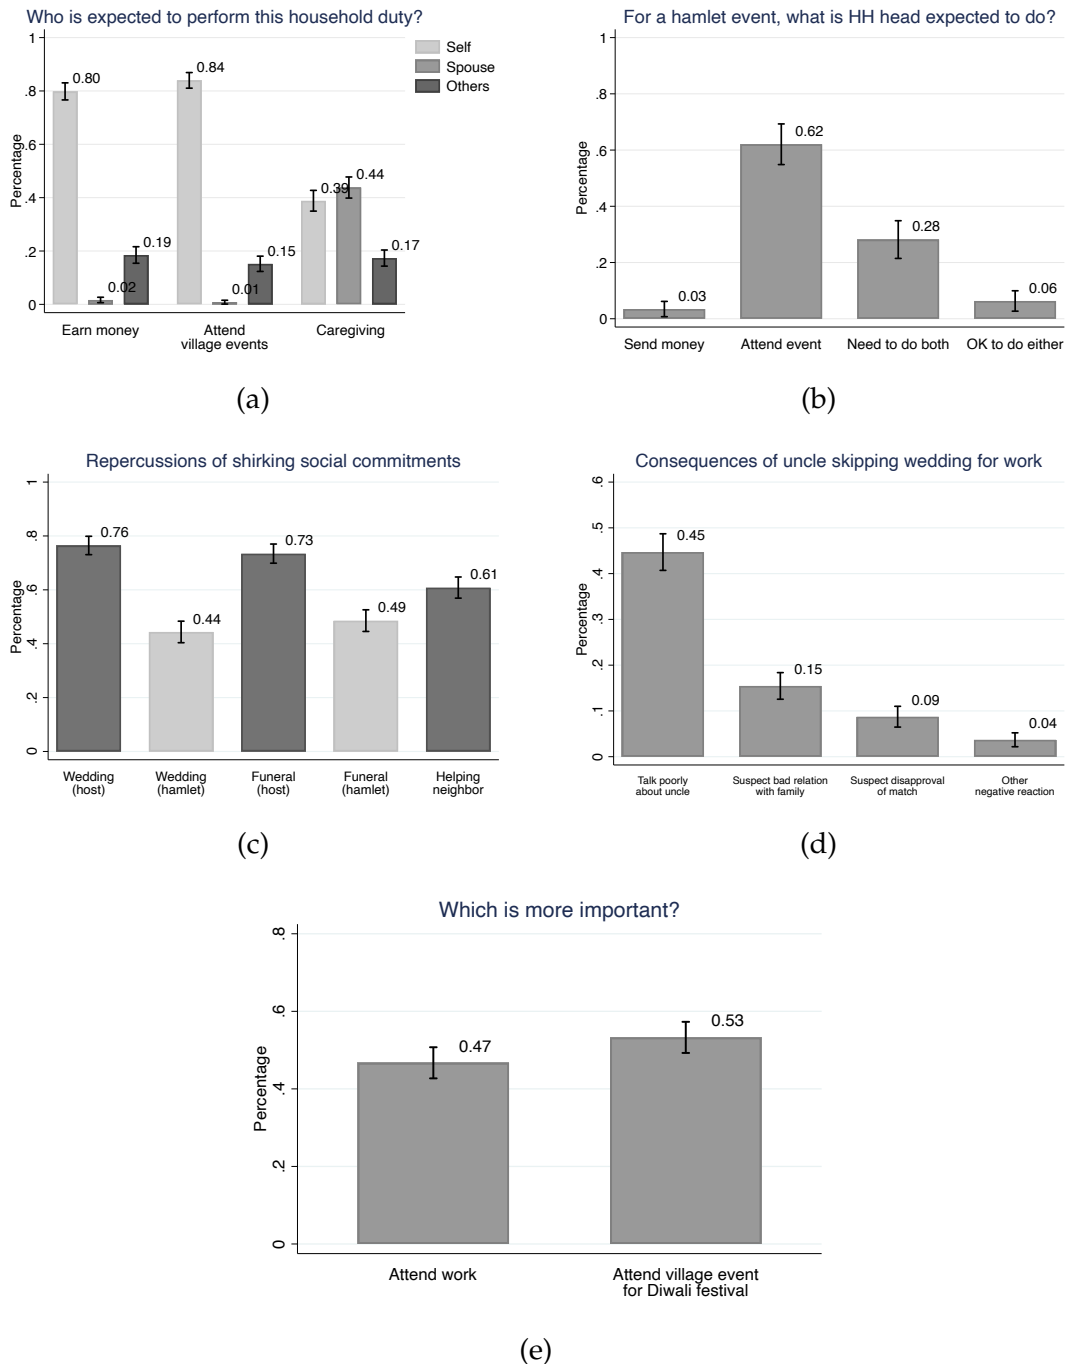 Who is expected to perform this household duty?
1
.8
.6
.4
.2
0
Percentage
0.80
0.02
0.19
0.84
0.01
0.15
0.39
0.44
0.17
Self
Spouse
Others
Earn money
Attend
village events
Caregiving
(a)
For a hamlet event, what is HH head expected to do?
1
.8
.6
.4
.2
0
Percentage
0.03
0.62
0.28
0.06
Send money
Attend event
Need to do both
OK to do either
(b)
Repercussions of shirking social commitments
1
.8
.6
.4
.2
0
Percentage
0.76
0.44
0.73
0.49
0.61
Wedding
(host)
Wedding
(hamlet)
Funeral
(host)
Funeral
(hamlet)
Helping
neighbor
(c)
Consequences of uncle skipping wedding for work
.6
.5
.4
.3
.2
.1
0
Percentage
0.45
0.15
0.09
0.04
Talk poorly
about uncle
Suspect bad relation
with family
Suspect disapproval
of match
Other
negative reaction
(d)
Which is more important?
.8
.6
.4
.2
0
Percentage
0.47
0.53
Attend work
Attend village event
for Diwali festival
(e)